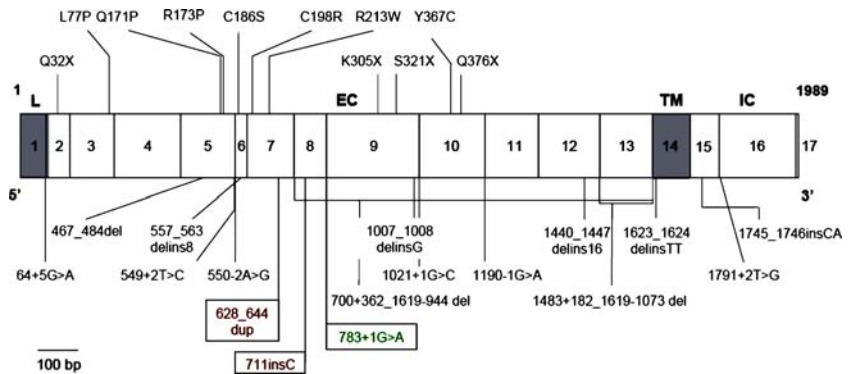 L77P Q171P R173P C186S C198R R213W Y367C
Q32X K305X S321X Q376X
1 L EC TM IC 1989
1 2 3 4 5 6 7 8 9 10 11 12 13 14 15 16 17
5' 3'
467_484del 557_563 1007_1008 1440_1447 1623_1624 1745_1746insCA
delins8 delinsG delins16 delinsTT
64+5G>A 549+2T>C 550-2A>G 1021+1G>C 1190-1G>A 1791+2T>G
700+362_1619-944 del 1483+182_1619-1073 del
628_644
dup
783+1G>A
100 bp 711insC